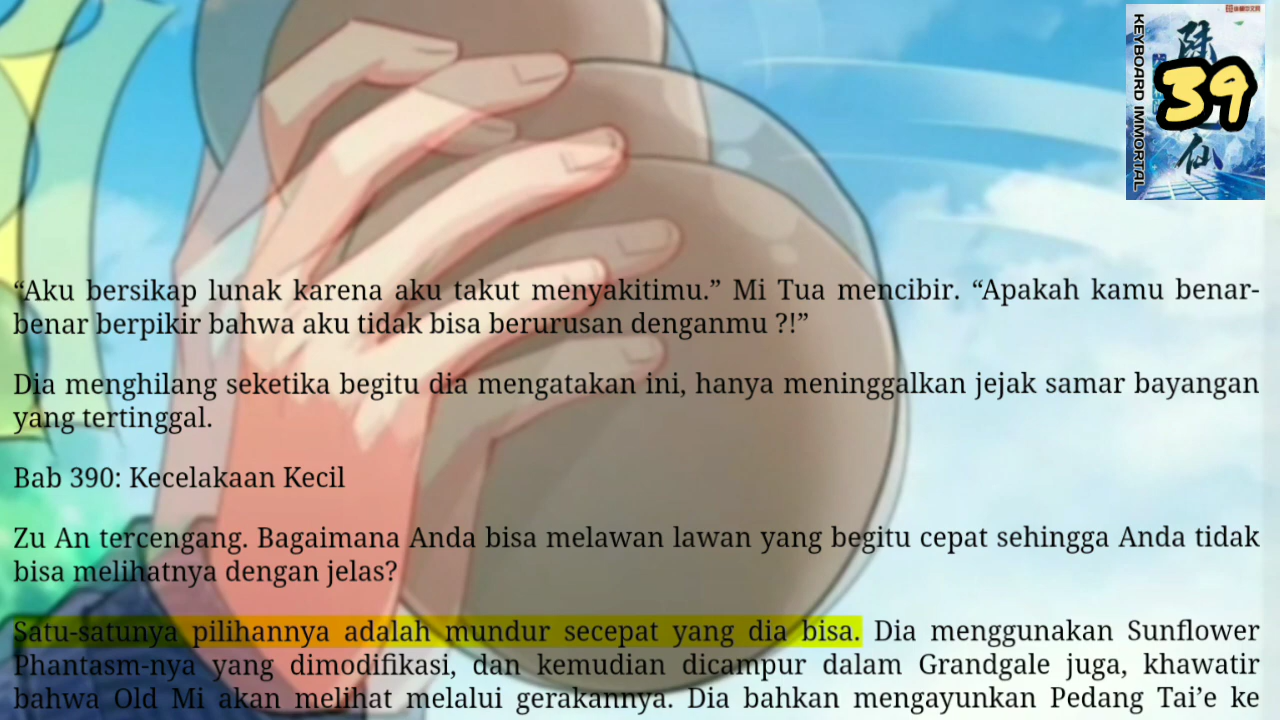 KEYBOARD IMMORTAL
39
仙
“Aku bersikap lunak karena aku takut menyakitimu.” Mi Tua mencibir. “Apakah kamu benar-
benar berpikir bahwa aku tidak bisa berurusan denganmu ?!”
Dia menghilang seketika begitu dia mengatakan ini, hanya meninggalkan jejak samar bayangan
yang tertinggal.
Bab 390: Kecelakaan Kecil
Zu An tercengang. Bagaimana Anda bisa melawan lawan yang begitu cepat sehingga Anda tidak
bisa melihatnya dengan jelas?
Satu-satunya pilihannya adalah mundur secepat yang dia bisa. Dia menggunakan Sunflower
Phantasm-nya yang dimodifikasi, dan kemudian dicampur dalam Grandgale juga, khawatir
bahwa Old Mi akan melihat melalui gerakannya. Dia bahkan mengayunkan Pedang Tai’e ke